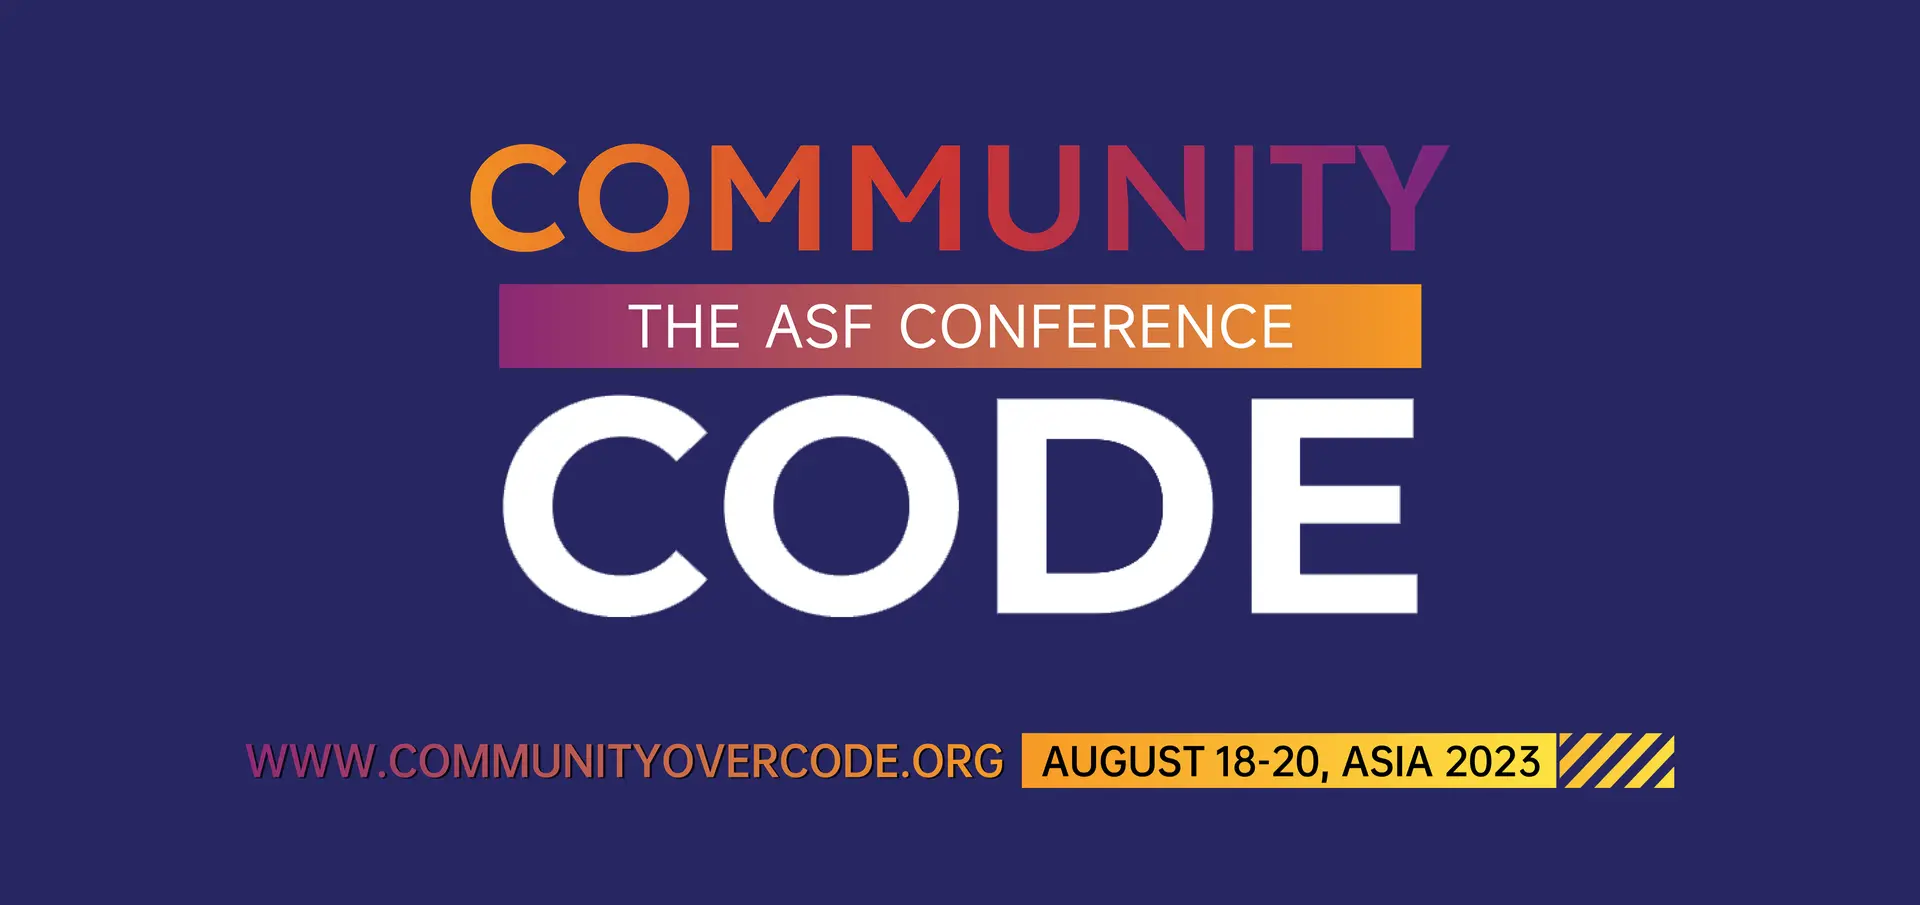 COMMUNITY
THE ASF CONFERENCE
CODE
WWW.COMMUNITYOVERCODE.ORG AUGUST 18-20, ASIA 2023